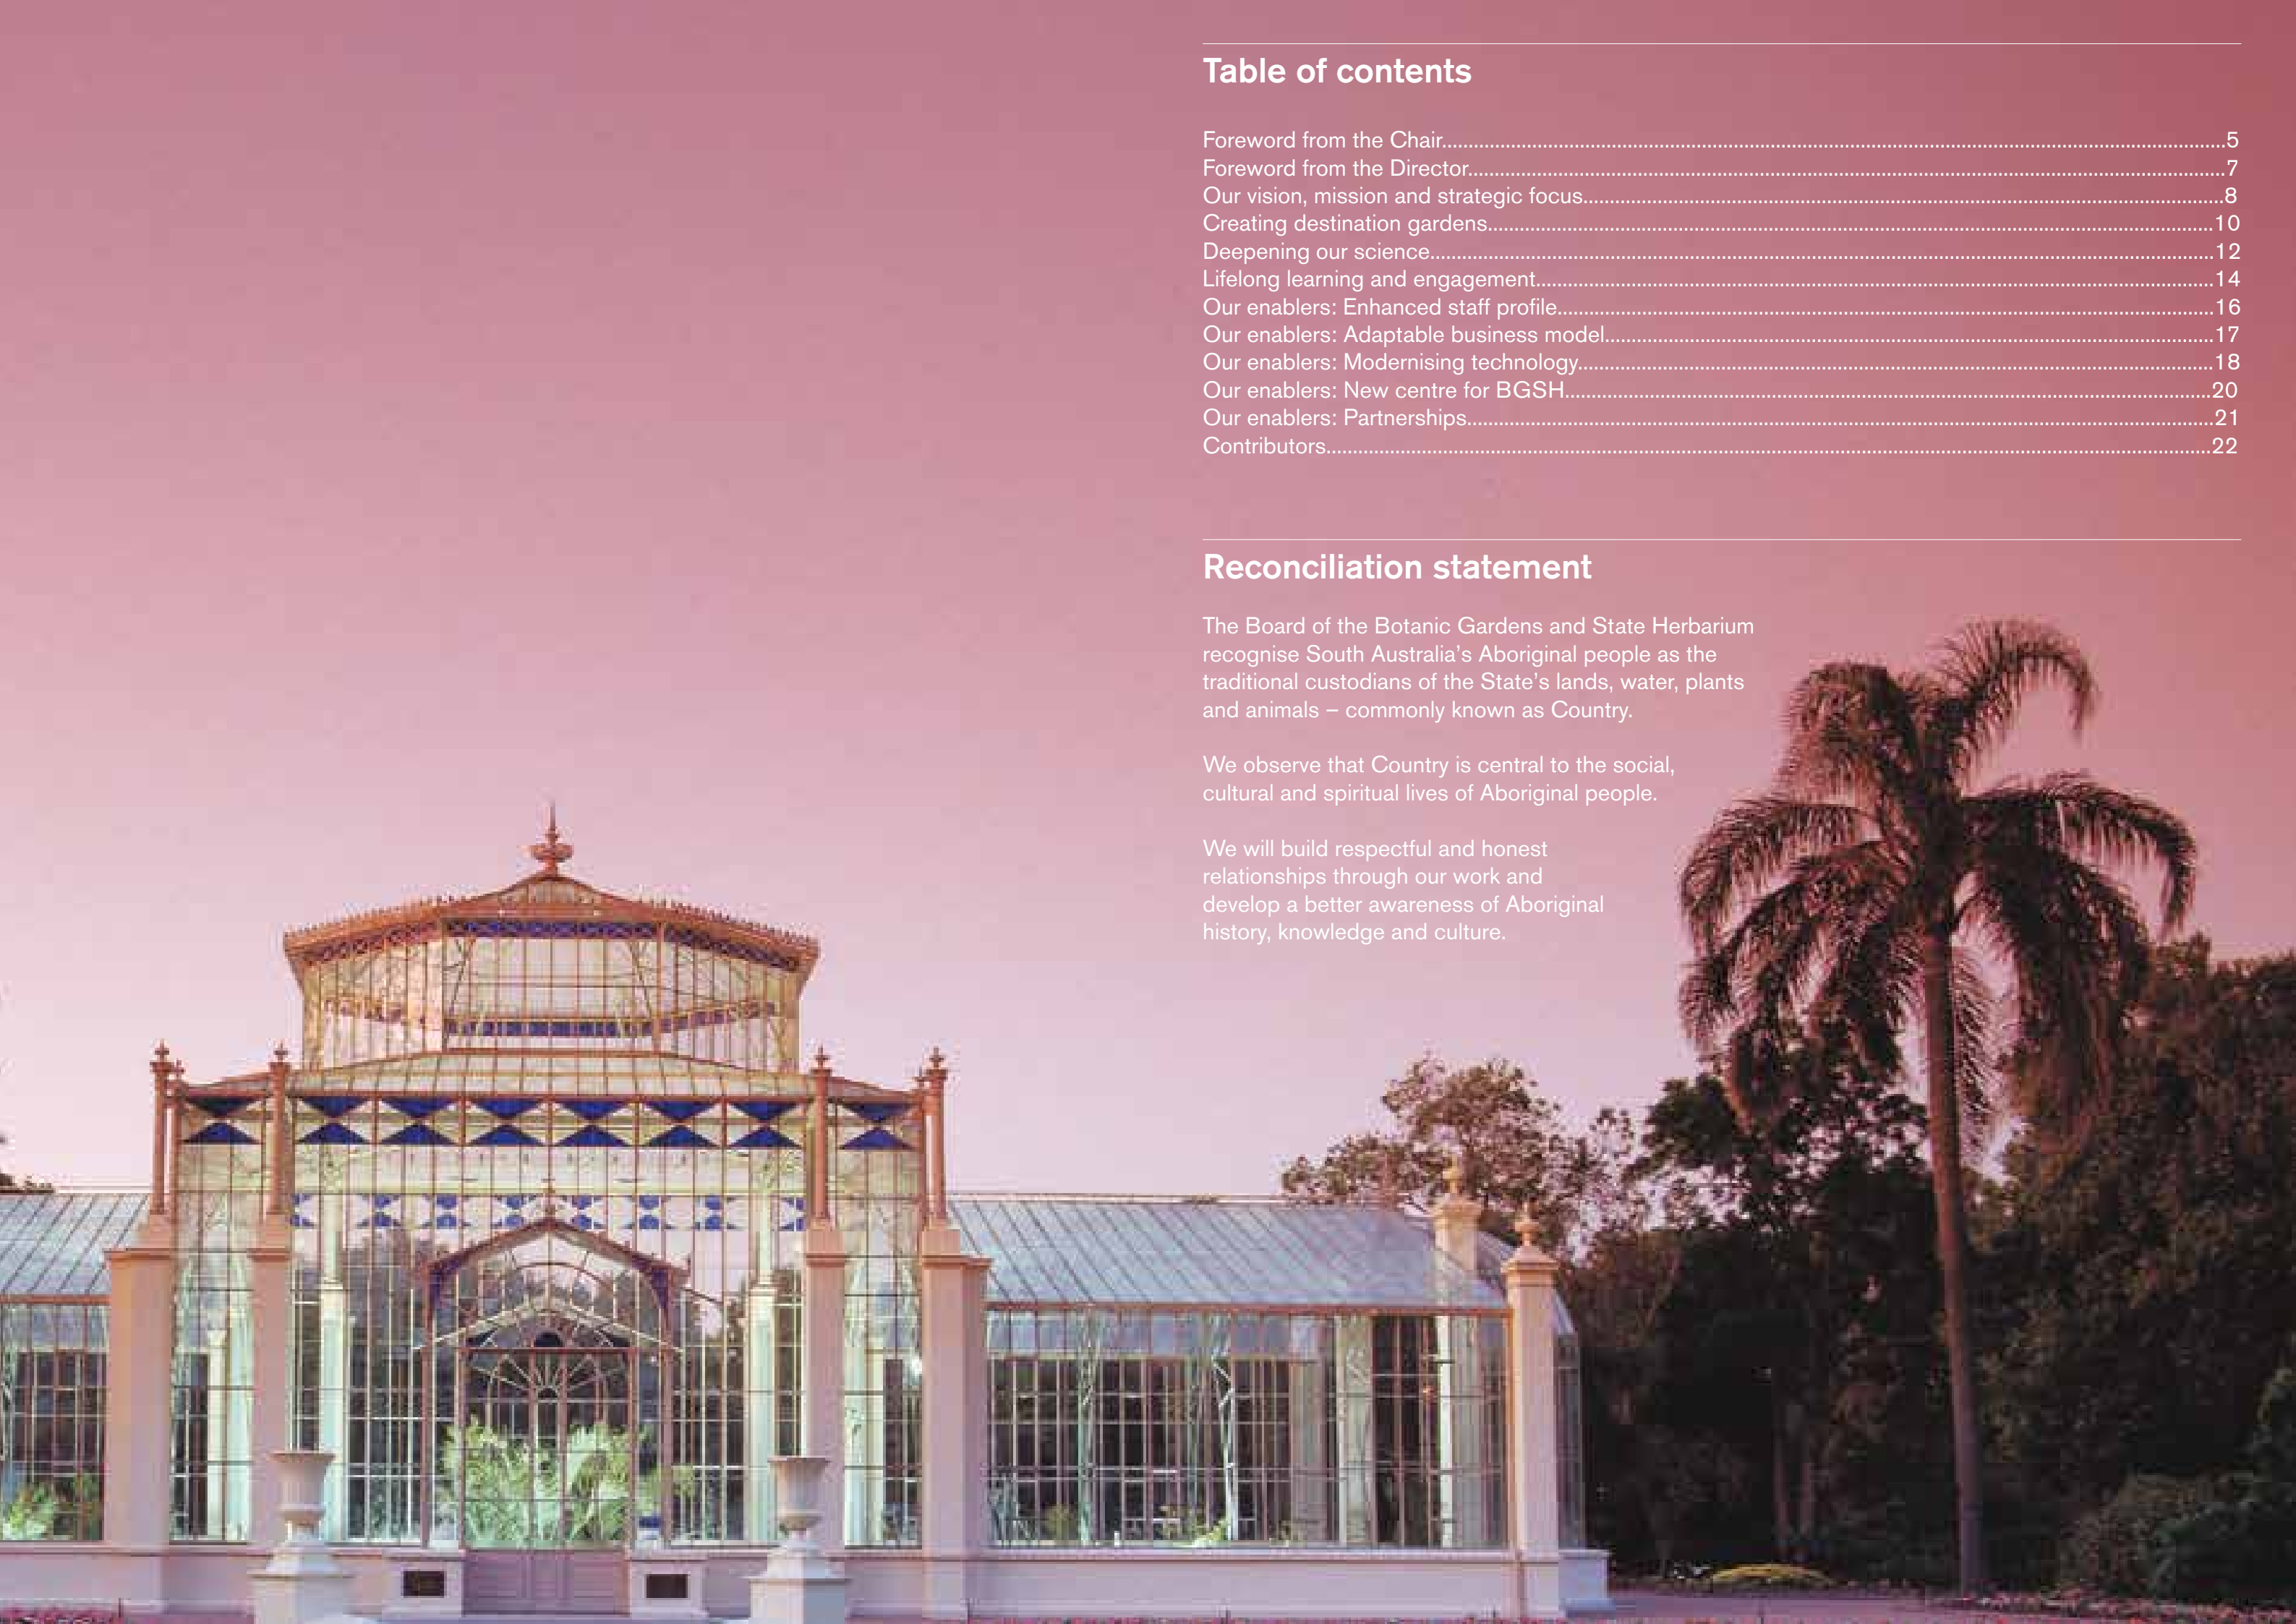 Table of contents
Foreword from the Chair.....5
Foreword from the Director.....7
Our vision, mission and strategic focus.....8
Creating destination gardens.....10
Deepening our science.....12
Lifelong learning and engagement.....14
Our enablers: Enhanced staff profile.....16
Our enablers: Adaptable business model.....17
Our enablers: Modernising technology.....18
Our enablers: New centre for BGSH.....20
Our enablers: Partnerships.....21
Contributors.....22
Reconciliation statement
The Board of the Botanic Gardens and State Herbarium
recognise South Australia's Aboriginal people as the
traditional custodians of the State's lands, water, plants
and animals – commonly known as Country.
We observe that Country is central to the social,
cultural and spiritual lives of Aboriginal people.
We will build respectful and honest
relationships through our work and
develop a better awareness of Aboriginal
history, knowledge and culture.